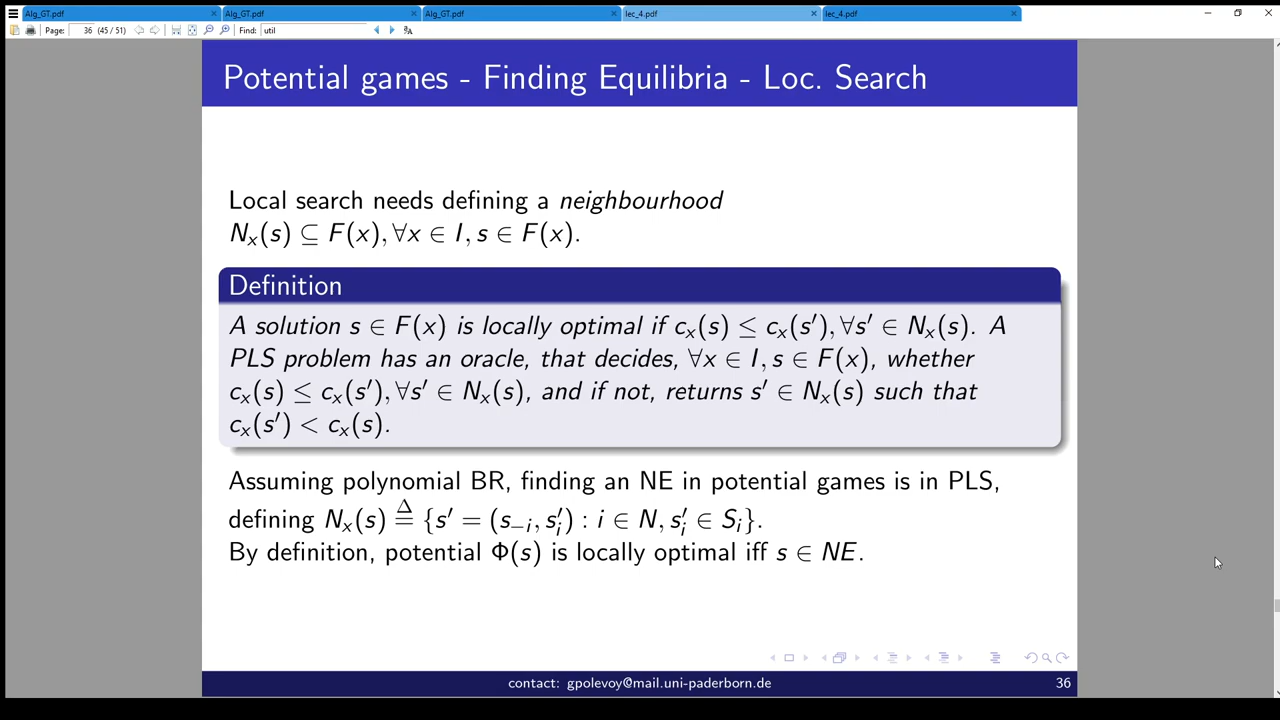 Alg_GT.pdf
Alg_GT.pdf
Alg_GT.pdf
lec_4.pdf
lec_4.pdf
Page: 36 (45 / 51) Find: util
Potential games - Finding Equilibria - Loc. Search
Local search needs defining a neighbourhood
Nₓ(s) ⊆ F(x), ∀x ∈ I, s ∈ F(x).
Definition
A solution s ∈ F(x) is locally optimal if cₓ(s) ≤ cₓ(s′), ∀s′ ∈ Nₓ(s). A
PLS problem has an oracle, that decides, ∀x ∈ I, s ∈ F(x), whether
cₓ(s) ≤ cₓ(s′), ∀s′ ∈ Nₓ(s), and if not, returns s′ ∈ Nₓ(s) such that
cₓ(s′) < cₓ(s).
Assuming polynomial BR, finding an NE in potential games is in PLS,
defining Nₓ(s) ≜ {s′ = (s₋ᵢ, s′ᵢ) : i ∈ N, s′ᵢ ∈ Sᵢ}.
By definition, potential Φ(s) is locally optimal iff s ∈ NE.
contact: gpolevoy@mail.uni-paderborn.de 36